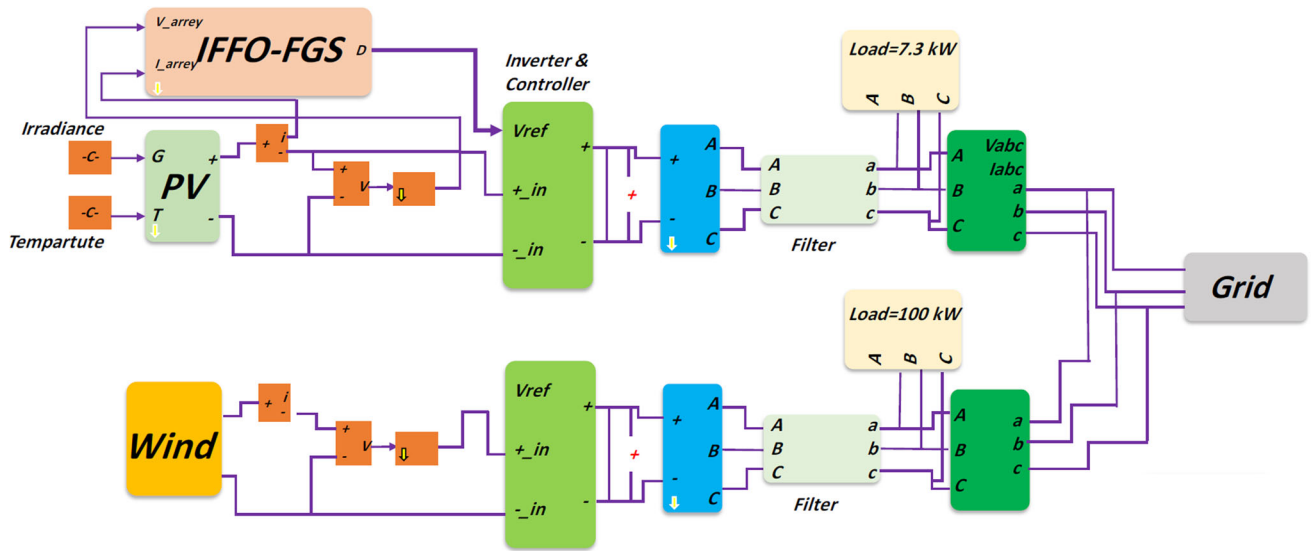 V_arrey
IFFO-FGS
D
I_arrey
Inverter &
Controller
Load=7.3 kW
A B C
Irradiance
-C-
G
+
PV
T
-
-C-
Tempartute
+ i
-
+
V
-
Vref
+_in
-_in
+
-
+
+
-
A
B
C
A
B
C
a
b
c
Filter
Vabc
Iabc
A
B
C
a
b
c
Grid
Load=100 kW
A B C
Wind
+ i
-
+
V
-
Vref
+_in
-_in
+
-
+
+
-
A
B
C
A
B
C
a
b
c
Filter
A
B
C
a
b
c